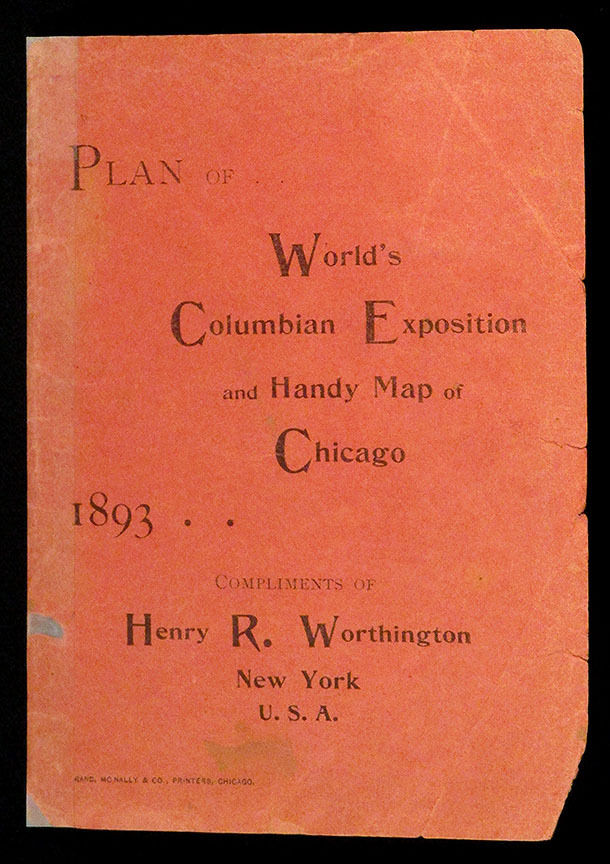 PLAN OF . .
World's
Columbian Exposition
and Handy Map of
Chicago
1893 . .
COMPLIMENTS OF
Henry R. Worthington
New York
U. S. A.
RAND, MCNALLY & CO., PRINTERS, CHICAGO.